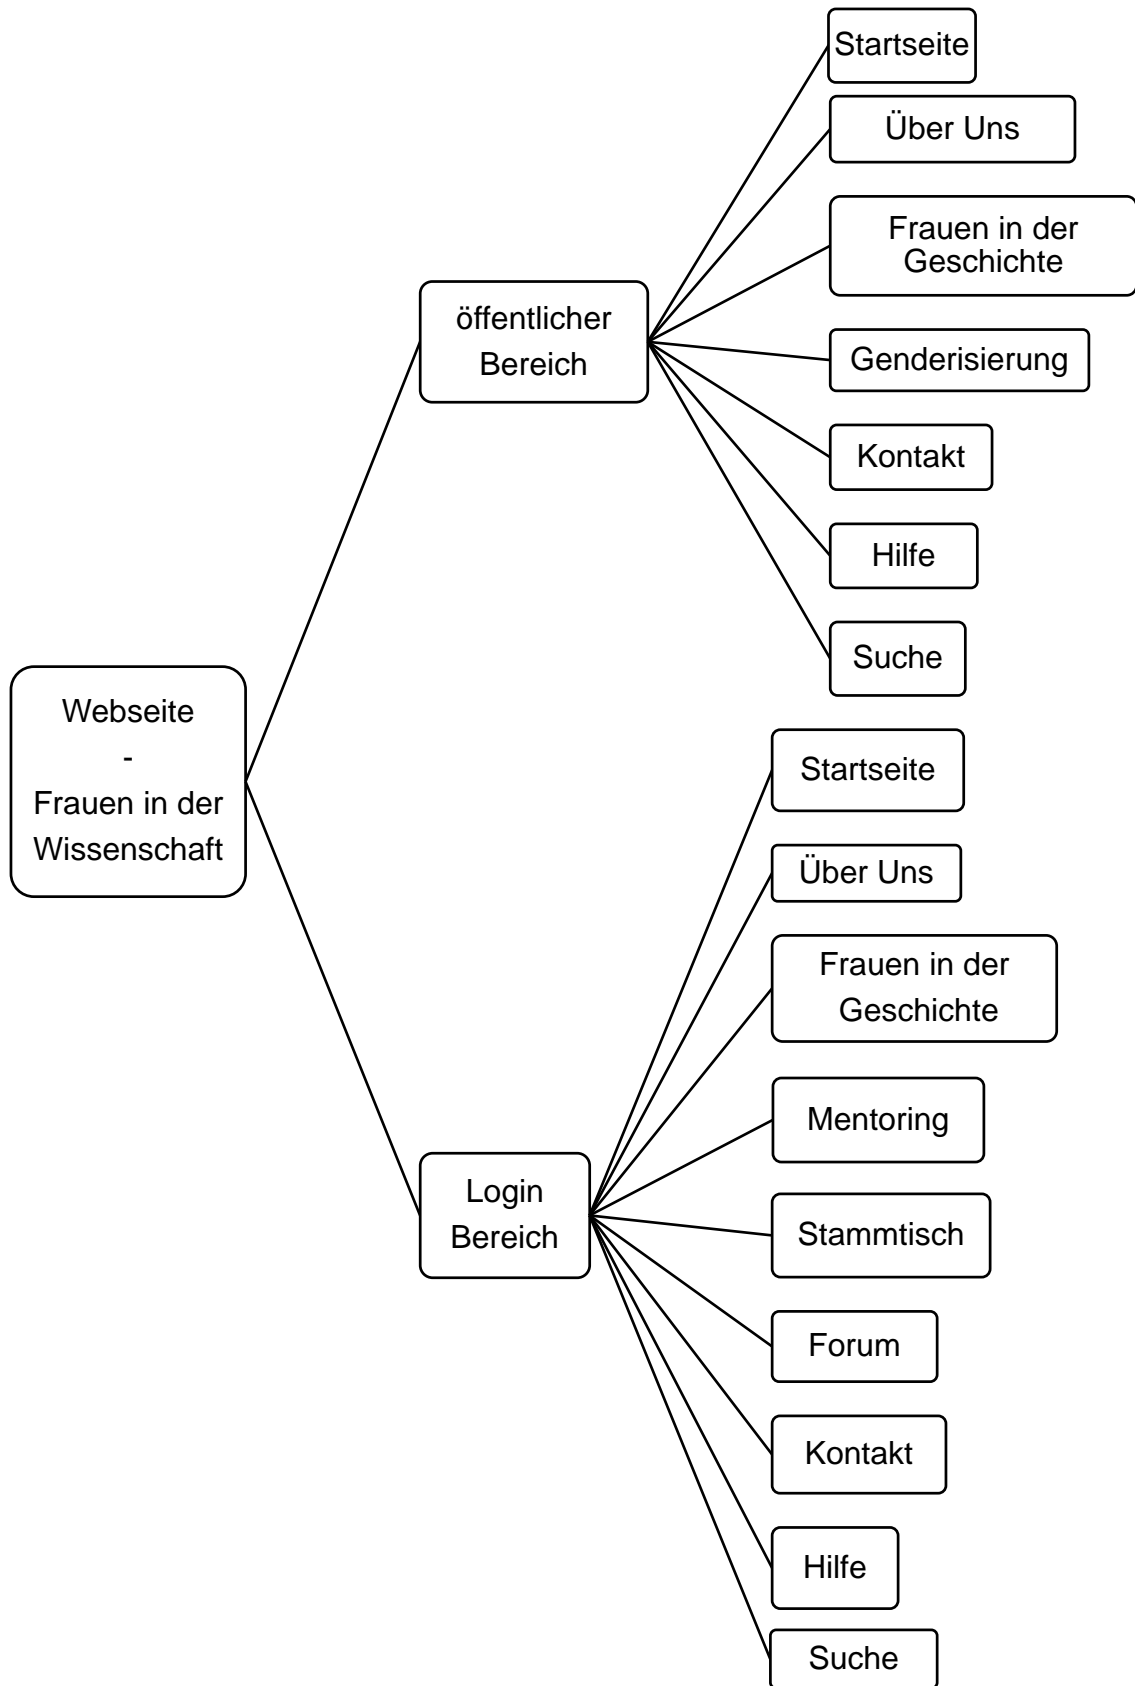 Startseite
Über Uns
Frauen in der
Geschichte
öffentlicher
Bereich
Genderisierung
Kontakt
Hilfe
Suche
Webseite
-
Frauen in der
Wissenschaft
Startseite
Über Uns
Frauen in der
Geschichte
Mentoring
Login
Bereich
Stammtisch
Forum
Kontakt
Hilfe
Suche